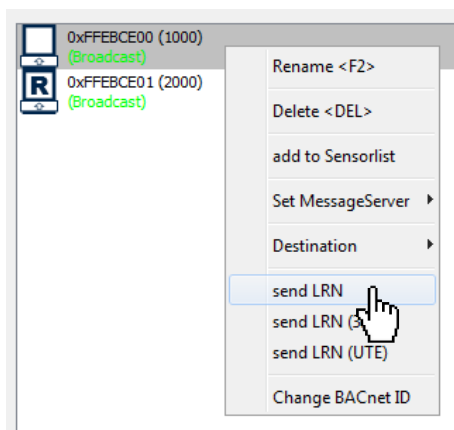 0xFFEBCE00 (1000)
(Broadcast)
R
0xFFEBCE01 (2000)
(Broadcast)
Rename <F2>
Delete <DEL>
add to Sensorlist
Set MessageServer
Destination
send LRN
send LRN (3
send LRN (UTE)
Change BACnet ID